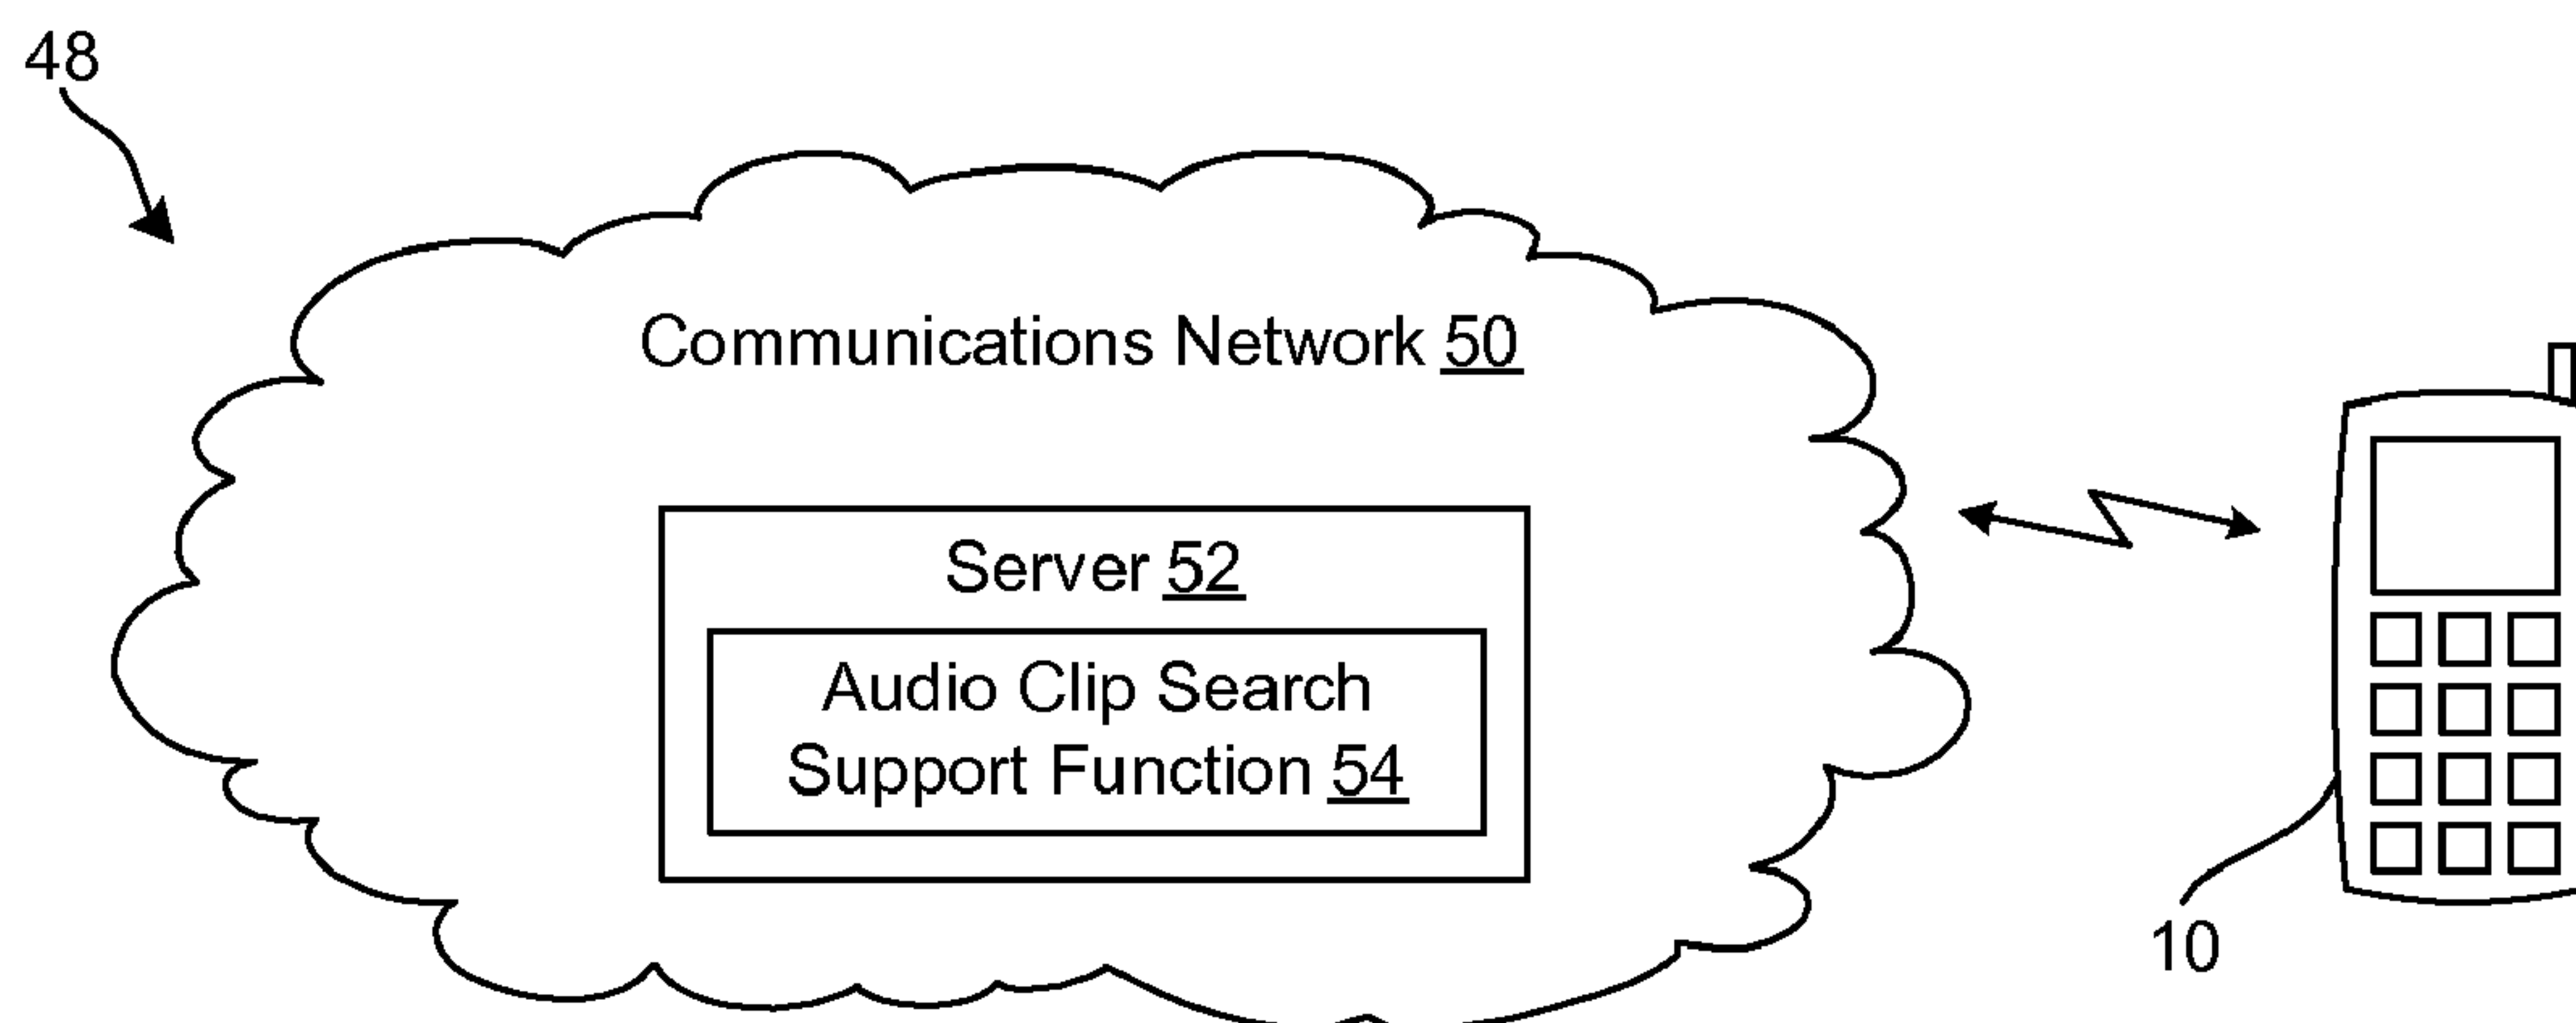 48
Communications Network 50
Server 52
Audio Clip Search
Support Function 54
10